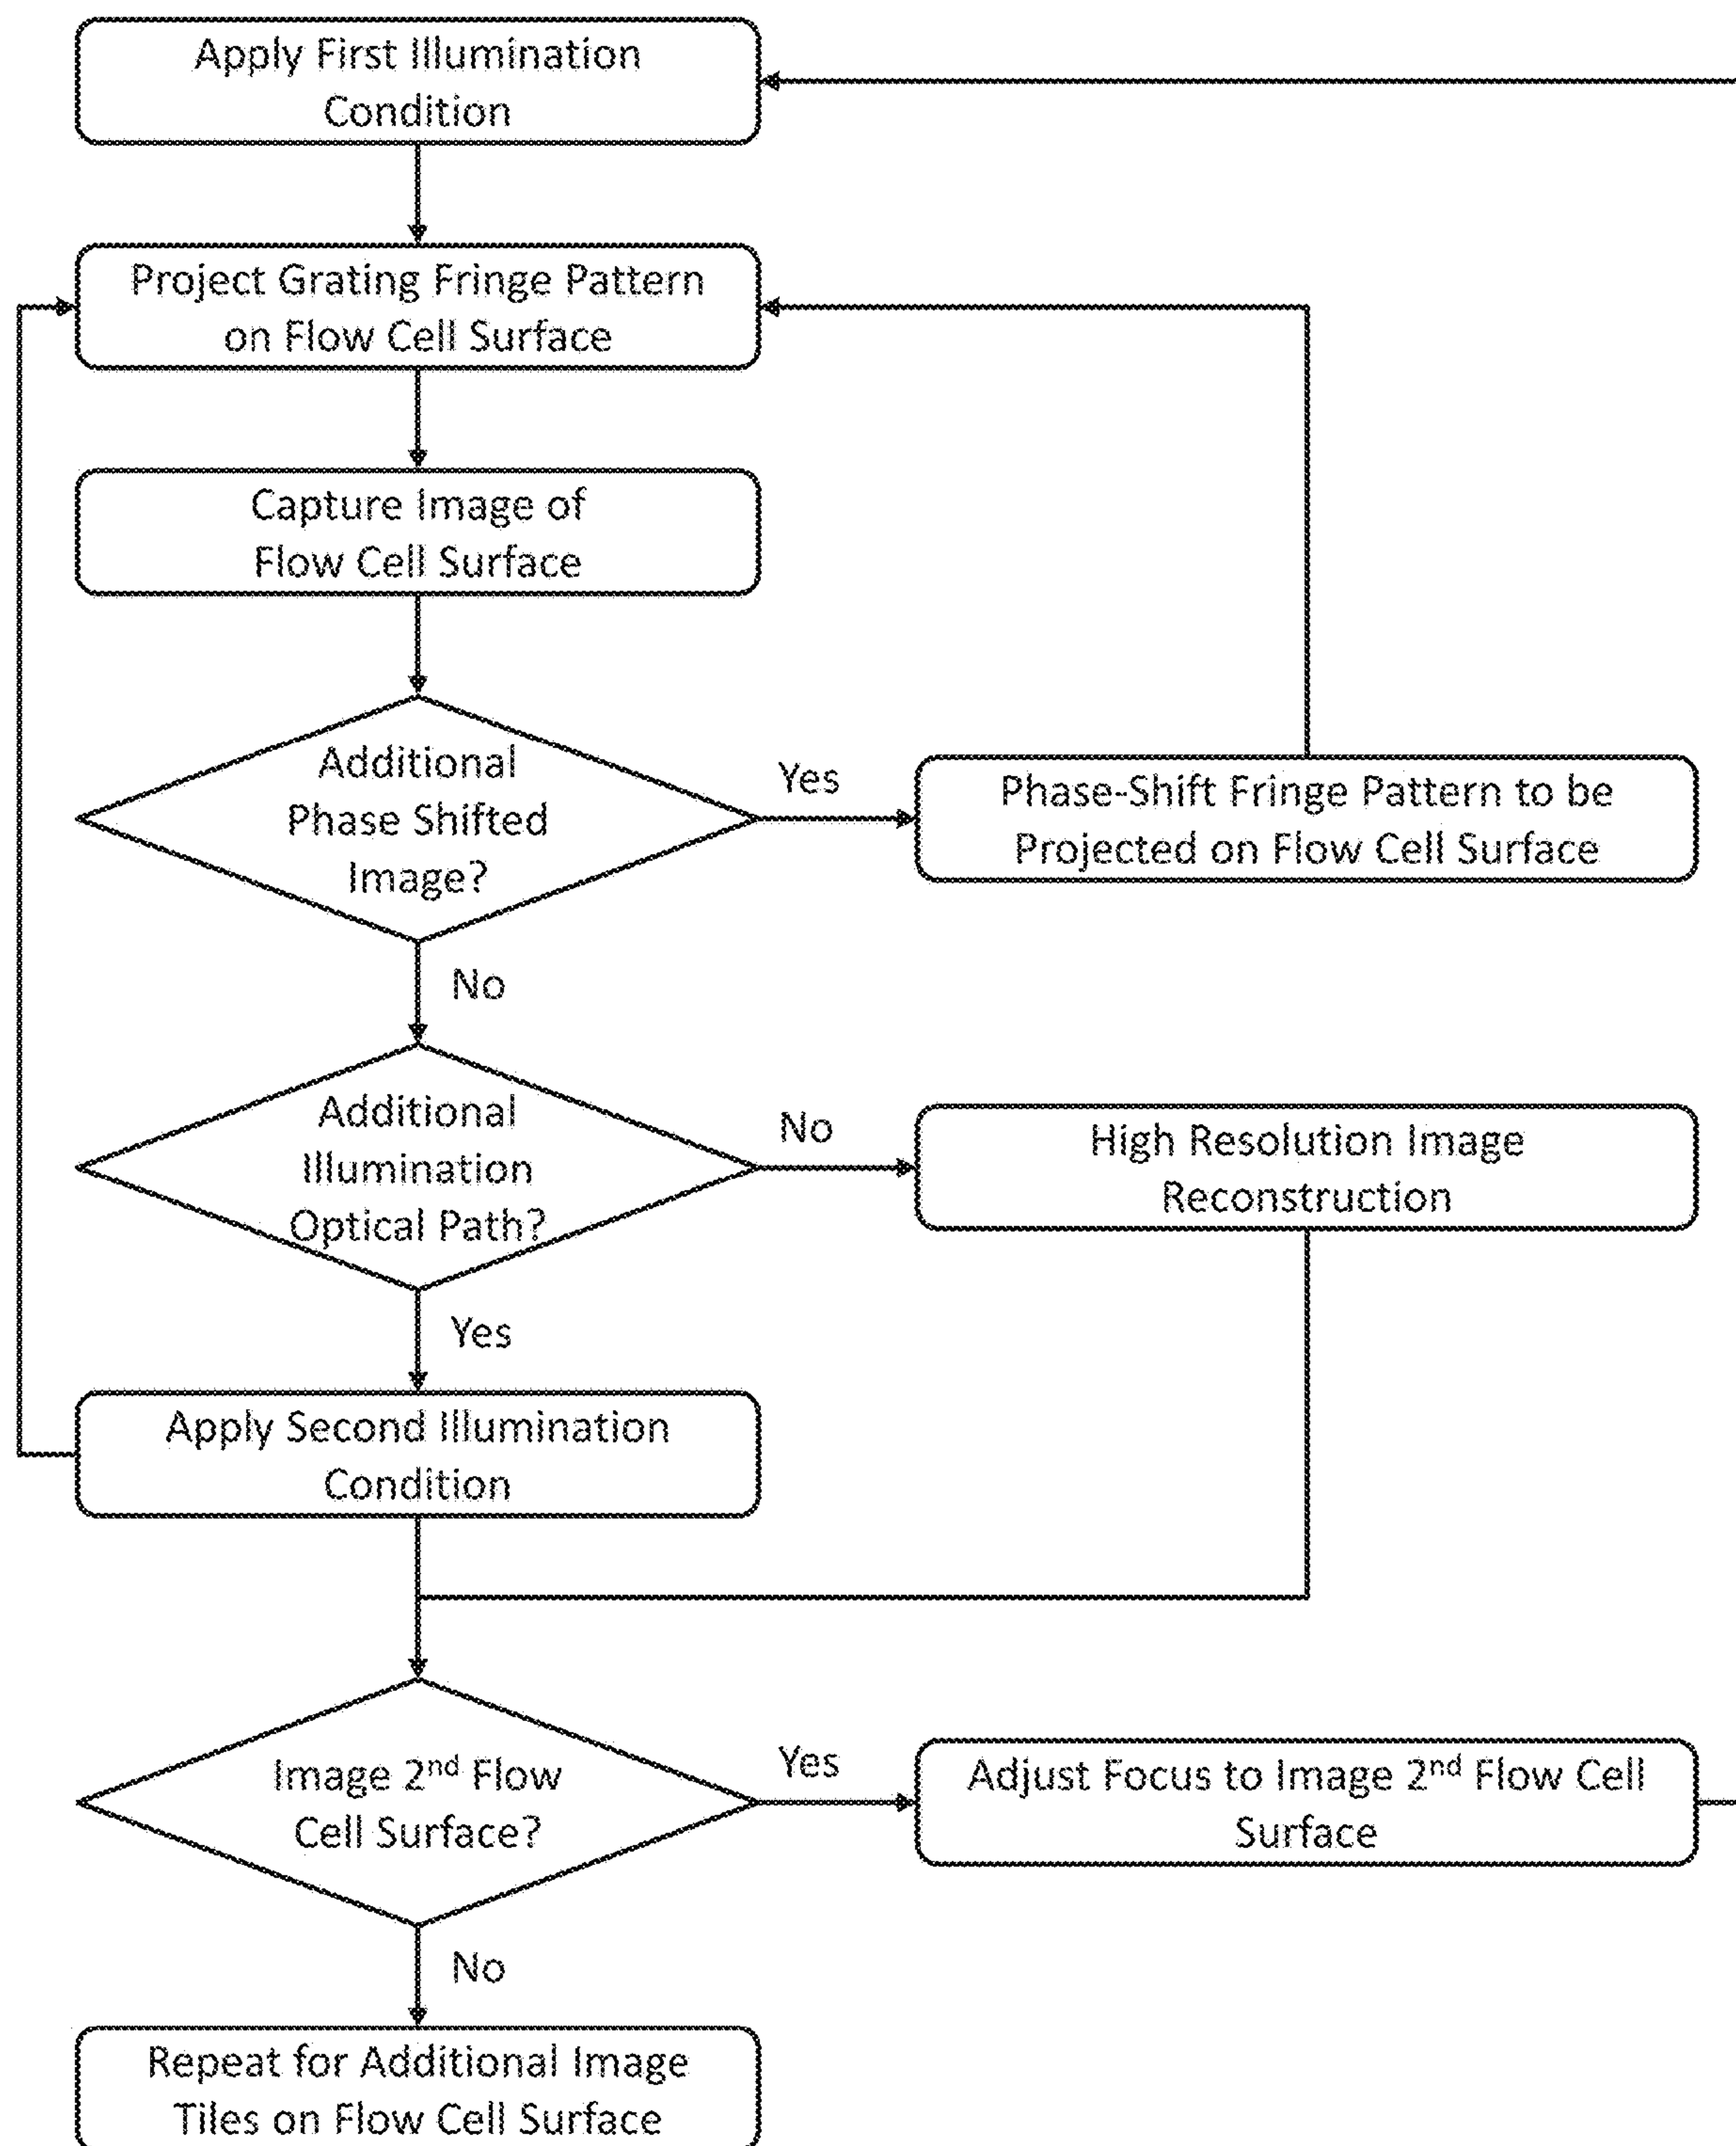 Apply First Illumination
Condition
Project Grating Fringe Pattern
on Flow Cell Surface
Capture Image of
Flow Cell Surface
Additional
Phase Shifted
Image?
Yes
Phase-Shift Fringe Pattern to be
Projected on Flow Cell Surface
No
Additional
Illumination
Optical Path?
No
High Resolution Image
Reconstruction
Yes
Apply Second Illumination
Condition
Image 2nd Flow
Cell Surface?
Yes
Adjust Focus to Image 2nd Flow Cell
Surface
No
Repeat for Additional Image
Tiles on Flow Cell Surface